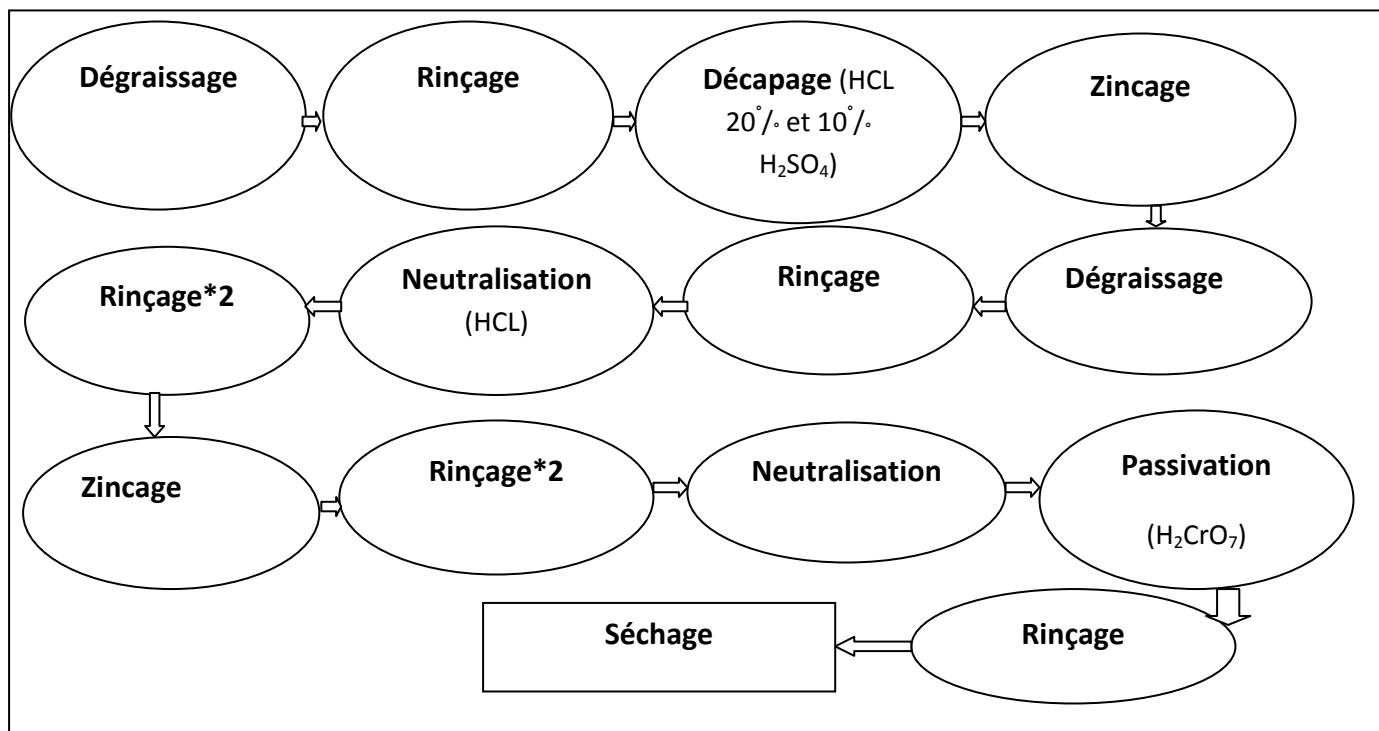 Dégraissage
Rinçage
Décapage (HCL
20°/. et 10°/.
H₂SO₄)
Zincage
Dégraissage
Rinçage
Neutralisation
(HCL)
Rinçage*2
Zincage
Rinçage*2
Neutralisation
Passivation
(H₂CrO₇)
Rinçage
Séchage